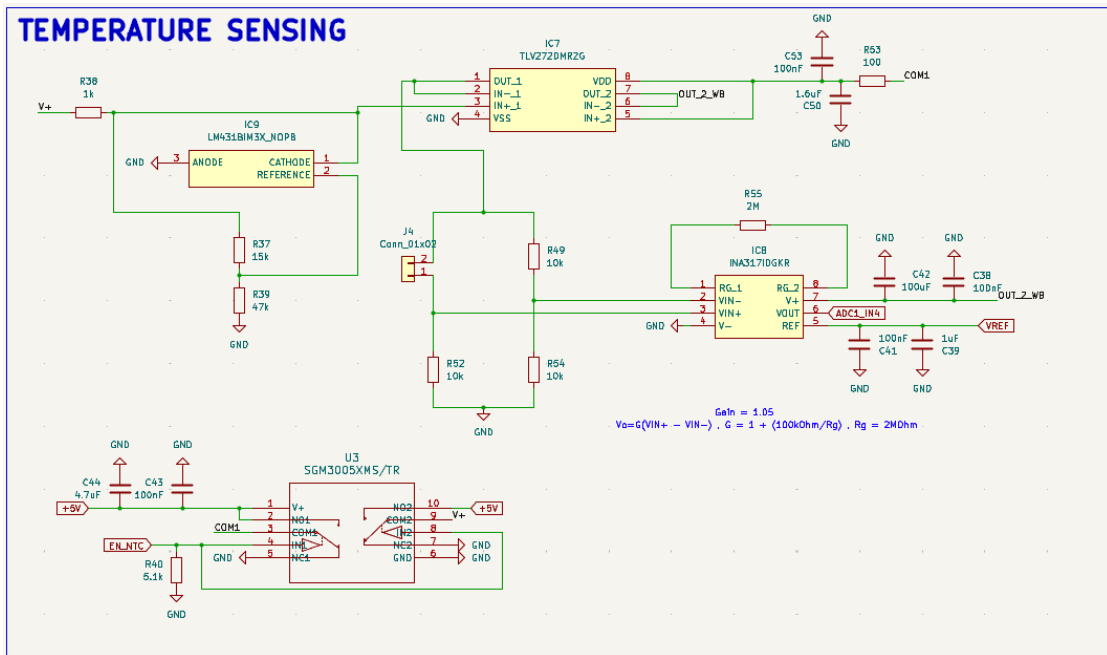 TEMPERATURE SENSING
IC7
TLV272DMR2G
1 OUT_1
2 IN-_1
3 IN+_1
4 VSS
VDD 8
OUT_2 7
IN-_2 6
IN+_2 5
GND
OUT_2_WB
GND
C53
100nF
R53
100
COM1
1.6uF
C50
GND
R38
1k
V+
IC9
LM431BIM3X_NOPB
GND
3 ANODE
CATHODE 1
REFERENCE 2
R37
15k
R39
47k
GND
J4
Conn_01x02
2
1
R49
10k
R52
10k
R54
10k
GND
R55
2M
IC8
INA317IDGKR
1 RG_1
2 VIN-
3 VIN+
4 V-
RG_2 8
V+ 7
VOUT 6
REF 5
GND
GND
C42
100uF
GND
C38
100nF
OUT_2_WB
ADC1_IN4
VREF
100nF
C41
GND
1uF
C39
GND
Gain = 1.05
Vo=G(VIN+ - VIN-) , G = 1 + (100kOhm/Rg) , Rg = 2MOhm
GND
GND
C44
4.7uF
C43
100nF
+5V
U3
SGM3005XMS/TR
1 V+
2 NO1
3 COM1
4 IN1
5 NC1
NO2 10
COM2 9
IN2 8
NC2 7
GND 6
COM1
EN_NTC
GND
R40
5.1k
GND
+5V
V+
GND
GND